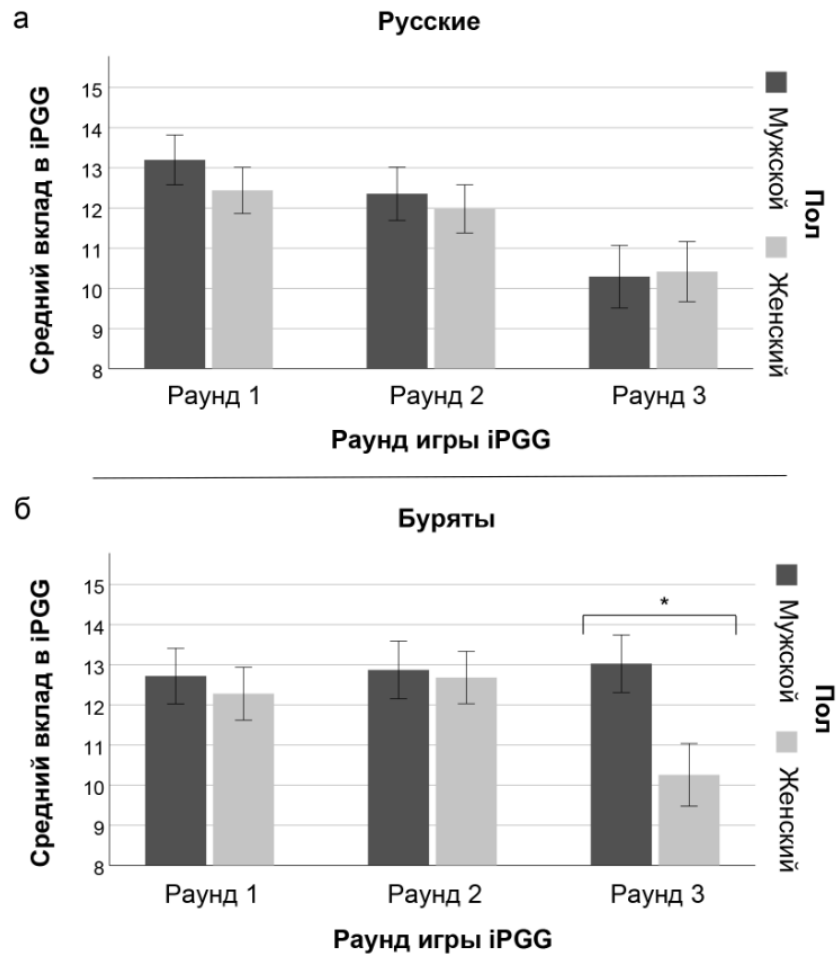 а
Русские
Средний вклад в iPGG
15
14
13
12
11
10
9
8
Раунд 1 Раунд 2 Раунд 3
Раунд игры iPGG
Пол
Мужской
Женский
б
Буряты
Средний вклад в iPGG
15
14
13
12
11
10
9
8
*
Раунд 1 Раунд 2 Раунд 3
Раунд игры iPGG
Пол
Мужской
Женский